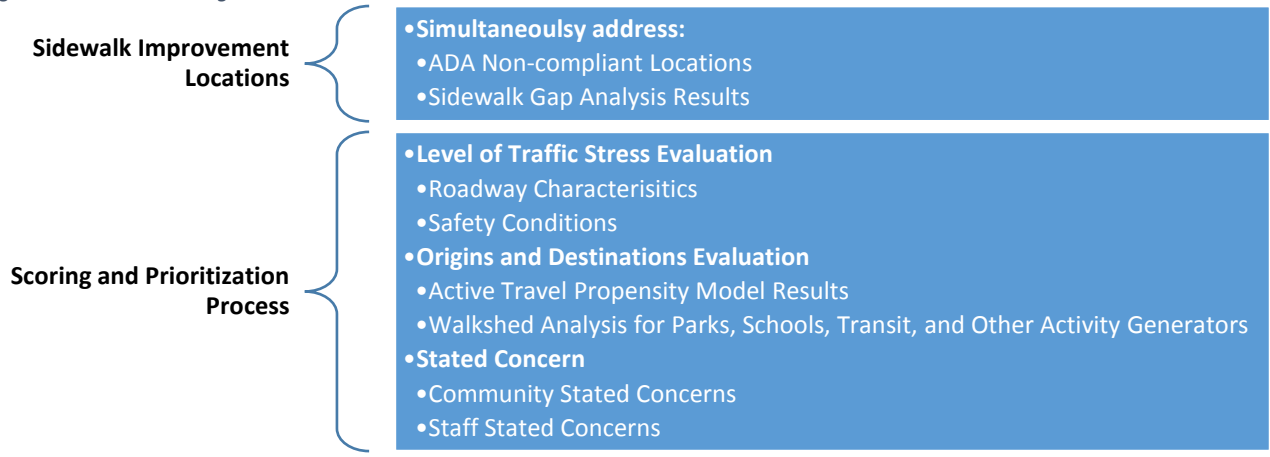 Sidewalk Improvement
Locations
•Simultaneoulsy address:
•ADA Non-compliant Locations
•Sidewalk Gap Analysis Results
Scoring and Prioritization
Process
•Level of Traffic Stress Evaluation
•Roadway Characterisitics
•Safety Conditions
•Origins and Destinations Evaluation
•Active Travel Propensity Model Results
•Walkshed Analysis for Parks, Schools, Transit, and Other Activity Generators
•Stated Concern
•Community Stated Concerns
•Staff Stated Concerns